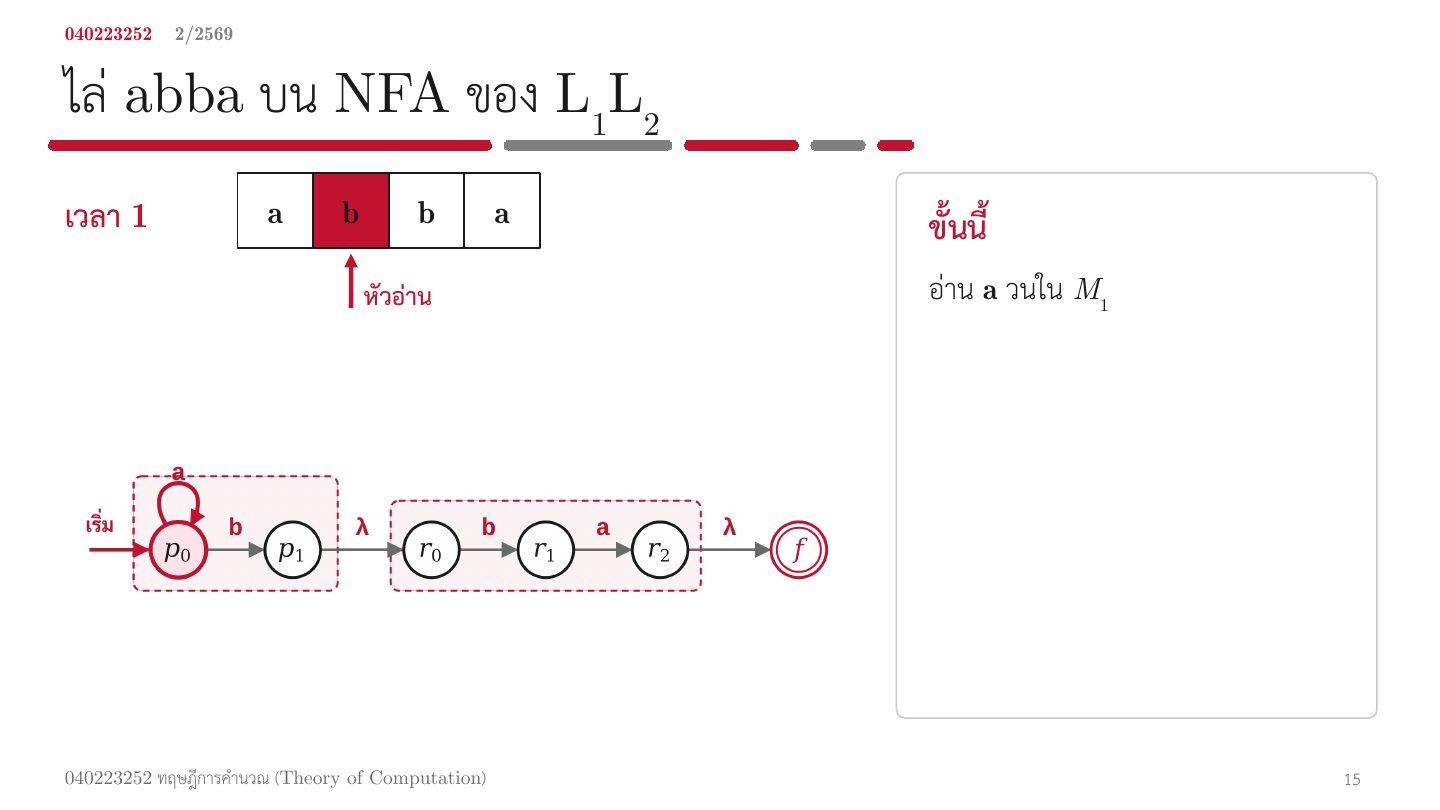 040223252 2/2569
ไล่ abba บน NFA ของ L₁L₂
เวลา 1
a b b a
หัวอ่าน
ขั้นนี้
อ่าน a วนใน M₁
a
เริ่ม
p₀ b p₁ λ r₀ b r₁ a r₂ λ f
040223252 ทฤษฎีการคำนวณ (Theory of Computation)
15